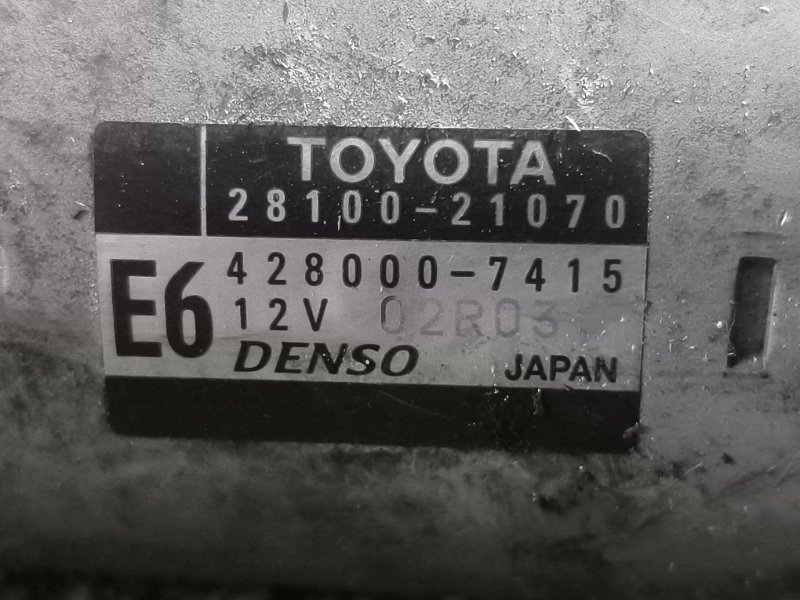 TOYOTA
28100-21070
E6
428000-7415
12V 02R03
DENSO JAPAN